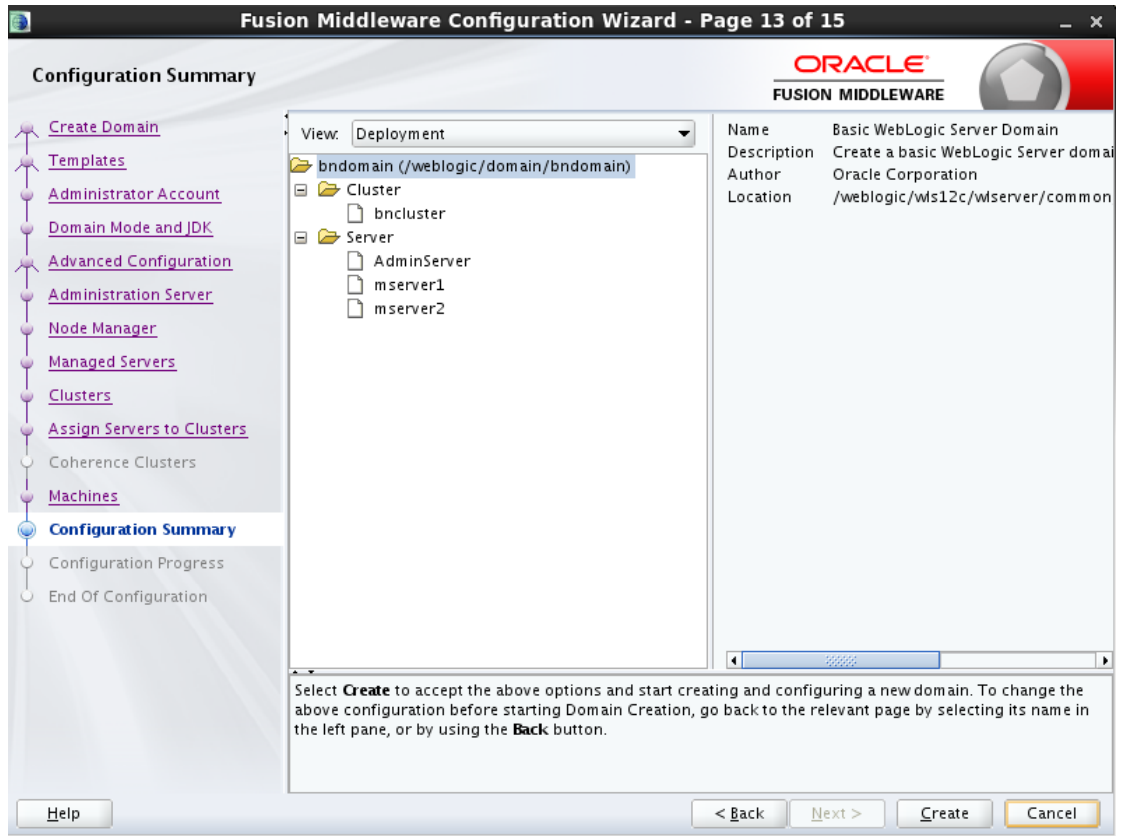 Fusion Middleware Configuration Wizard - Page 13 of 15
Configuration Summary
ORACLE
FUSION MIDDLEWARE
Create Domain
Templates
Administrator Account
Domain Mode and JDK
Advanced Configuration
Administration Server
Node Manager
Managed Servers
Clusters
Assign Servers to Clusters
Coherence Clusters
Machines
Configuration Summary
Configuration Progress
End Of Configuration
View: Deployment
bndomain (/weblogic/domain/bndomain)
Cluster
bncluster
Server
AdminServer
mserver1
mserver2
Name Basic WebLogic Server Domain
Description Create a basic WebLogic Server domai
Author Oracle Corporation
Location /weblogic/wls12c/wlserver/common
Select Create to accept the above options and start creating and configuring a new domain. To change the
above configuration before starting Domain Creation, go back to the relevant page by selecting its name in
the left pane, or by using the Back button.
Help
< Back
Next >
Create
Cancel